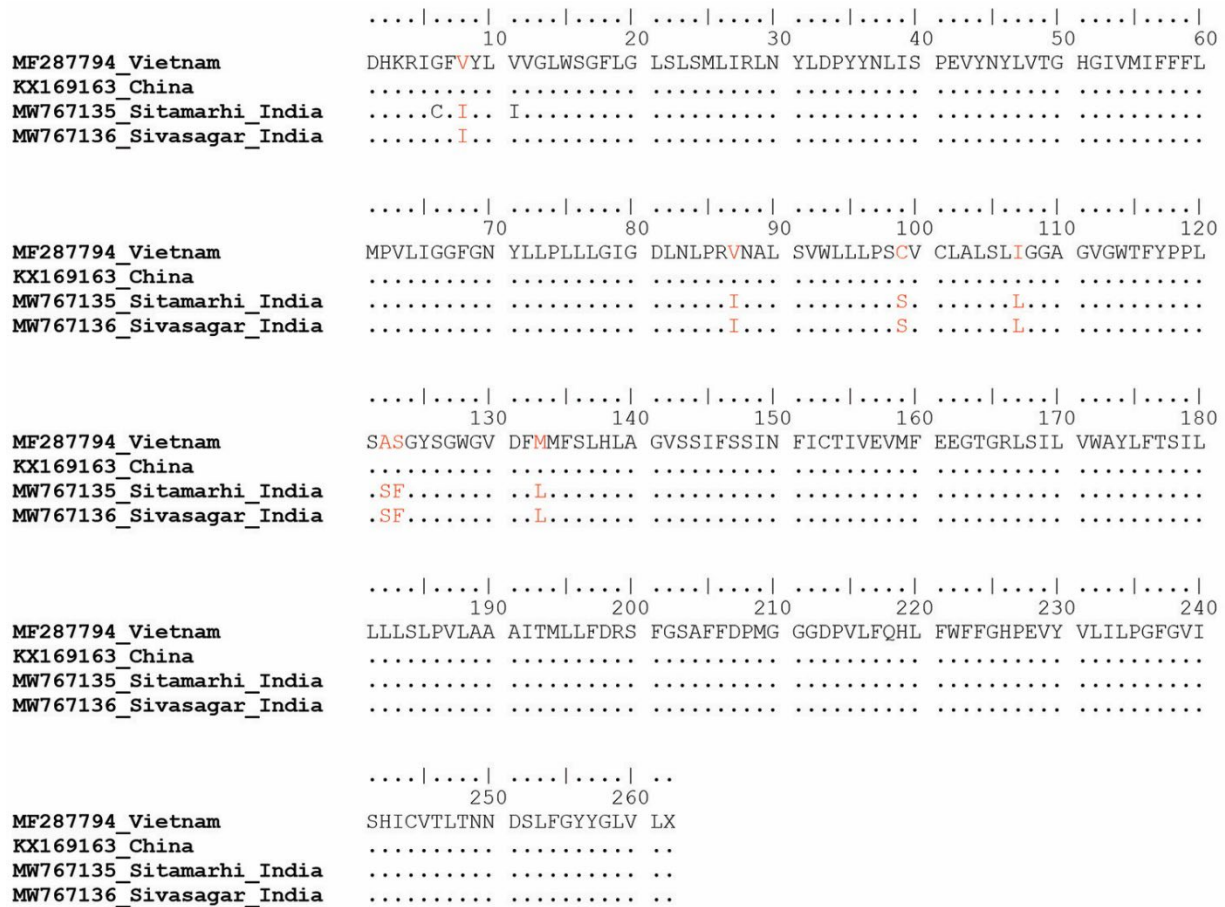 ....|....| ....|....| ....|....| ....|....| ....|....| ....|....|
10 20 30 40 50 60
MF287794_Vietnam DHKRIGFVYL VVGLWSGFLG LSLSMLIRLN YLDPYYNLIS PEVYNYLVTG HGIVMIFFFL
KX169163_China .......... .......... .......... .......... .......... ..........
MW767135_Sitamarhi_India .....C.I.. I......... .......... .......... .......... ..........
MW767136_Sivasagar_India .......I.. .......... .......... .......... .......... ..........
....|....| ....|....| ....|....| ....|....| ....|....| ....|....|
70 80 90 100 110 120
MF287794_Vietnam MPVLIGGFGN YLLPLLLGIG DLNLPRVNAL SVWLLLPSCV CLALSLIGGA GVGWTFYPPL
KX169163_China .......... .......... .......... .......... .......... ..........
MW767135_Sitamarhi_India .......... .......... ......I... ........S. ......L... ..........
MW767136_Sivasagar_India .......... .......... ......I... ........S. ......L... ..........
....|....| ....|....| ....|....| ....|....| ....|....| ....|....|
130 140 150 160 170 180
MF287794_Vietnam SASGYSGWGV DFMMFSLHLA GVSSIFSSIN FICTIVEVMF EEGTGRLSIL VWAYLFTSIL
KX169163_China .......... .......... .......... .......... .......... ..........
MW767135_Sitamarhi_India .SF....... ..L....... .......... .......... .......... ..........
MW767136_Sivasagar_India .SF....... ..L....... .......... .......... .......... ..........
....|....| ....|....| ....|....| ....|....| ....|....| ....|....|
190 200 210 220 230 240
MF287794_Vietnam LLLSLPVLAA AITMLLFDRS FGSAFFDPMG GGDPVLFQHL FWFFGHPEVY VLILPGFGVI
KX169163_China .......... .......... .......... .......... .......... ..........
MW767135_Sitamarhi_India .......... .......... .......... .......... .......... ..........
MW767136_Sivasagar_India .......... .......... .......... .......... .......... ..........
....|....| ....|....| ..
250 260
MF287794_Vietnam SHICVTLTNN DSLFGYYGLV LX
KX169163_China .......... .......... ..
MW767135_Sitamarhi_India .......... .......... ..
MW767136_Sivasagar_India .......... .......... ..